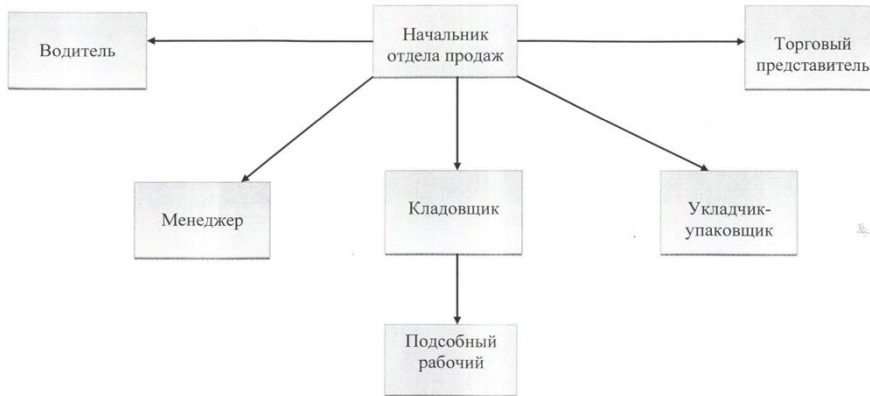 Водитель
Начальник
отдела продаж
Торговый
представитель
Менеджер
Кладовщик
Укладчик-
упаковщик
Подсобный
рабочий